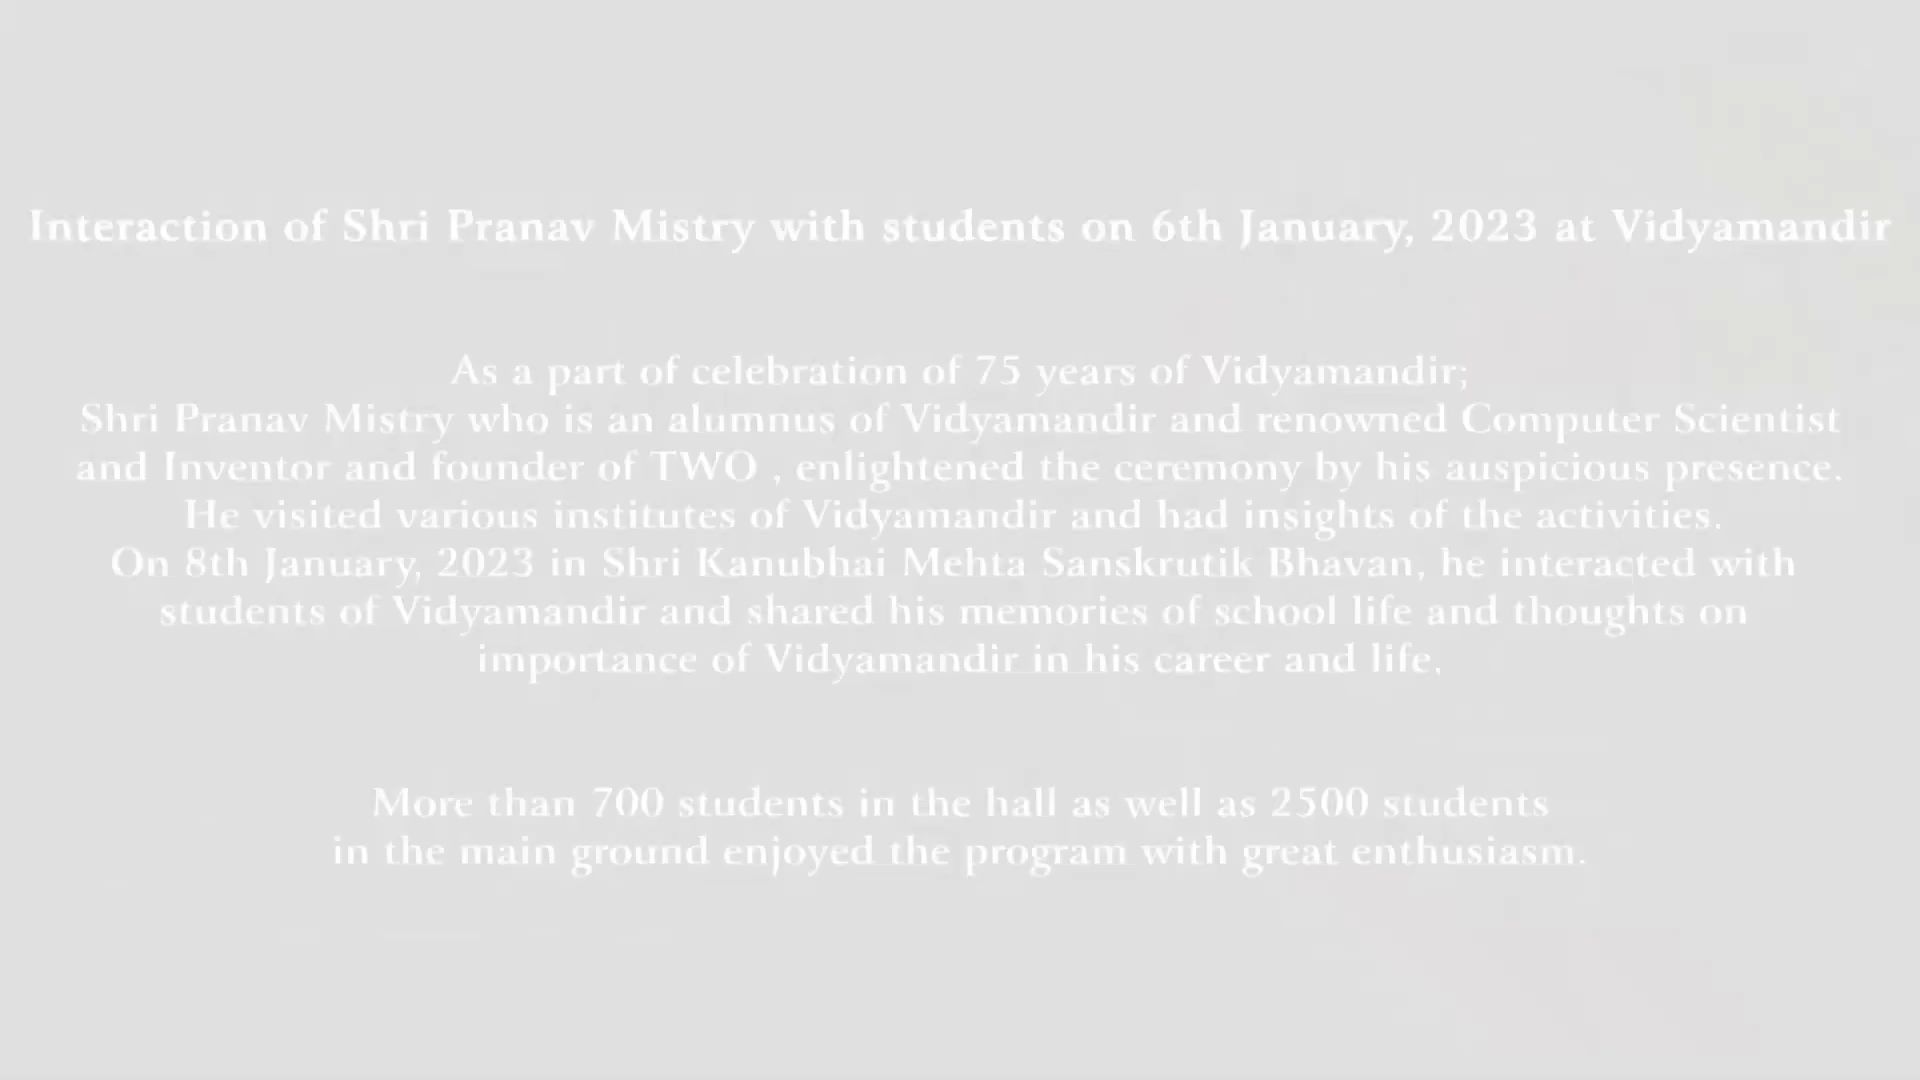 Interaction of Shri Pranav Mistry with students on 6th January, 2023 at Vidyamandir
As a part of celebration of 75 years of Vidyamandir;
Shri Pranav Mistry who is an alumnus of Vidyamandir and renowned Computer Scientist
and Inventor and founder of TWO , enlightened the ceremony by his auspicious presence.
He visited various institutes of Vidyamandir and had insights of the activities.
On 8th January, 2023 in Shri Kanubhai Mehta Sanskrutik Bhavan, he interacted with
students of Vidyamandir and shared his memories of school life and thoughts on
importance of Vidyamandir in his career and life,
More than 700 students in the hall as well as 2500 students
in the main ground enjoyed the program with great enthusiasm.